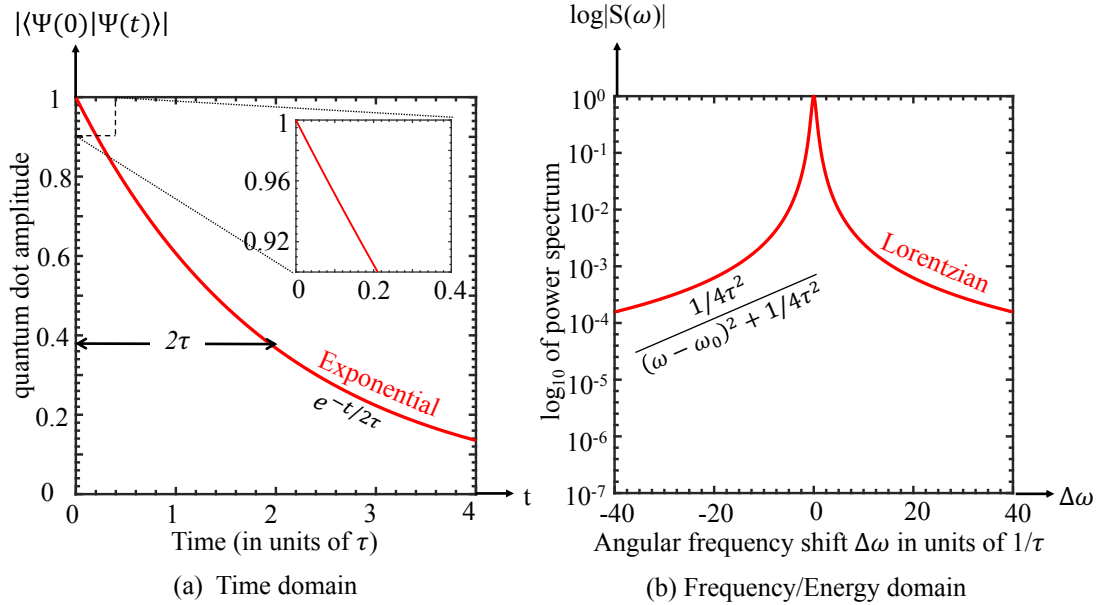 |⟨Ψ(0)|Ψ(t)⟩|
quantum dot amplitude
1
0.8
0.6
0.4
0.2
0
0
1
2
3
4
t
1
0.96
0.92
0
0.2
0.4
2τ
Exponential
e^{-t/2τ}
Time (in units of τ)
(a) Time domain
log|S(ω)|
log₁₀ of power spectrum
10⁰
10⁻¹
10⁻²
10⁻³
10⁻⁴
10⁻⁵
10⁻⁶
10⁻⁷
Lorentzian
1/4τ²
(ω − ω₀)² + 1/4τ²
-40
-20
0
20
40
Δω
Angular frequency shift Δω in units of 1/τ
(b) Frequency/Energy domain